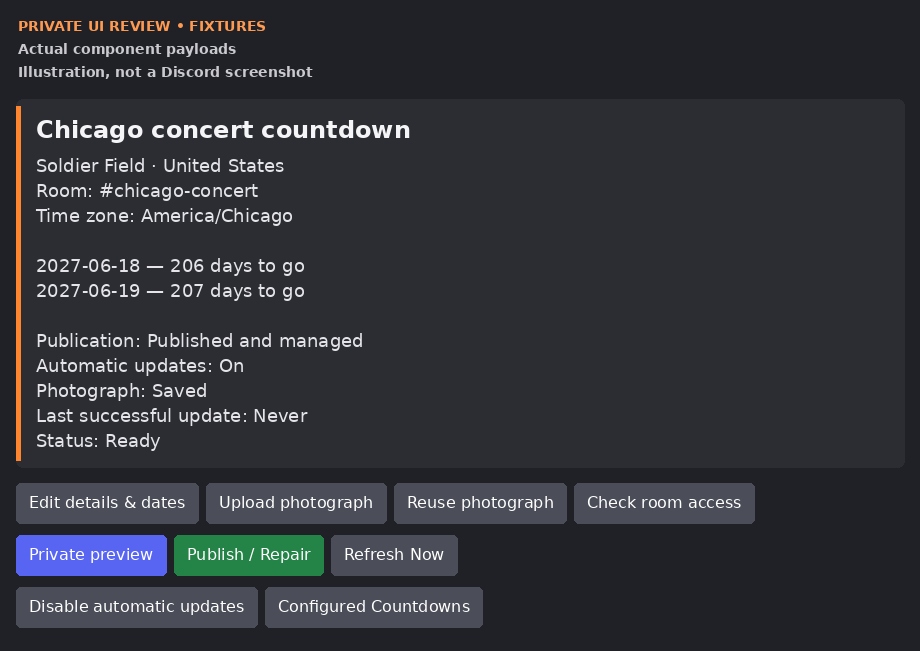 PRIVATE UI REVIEW • FIXTURES
Actual component payloads
Illustration, not a Discord screenshot
Chicago concert countdown
Soldier Field · United States
Room: #chicago-concert
Time zone: America/Chicago
2027-06-18 — 206 days to go
2027-06-19 — 207 days to go
Publication: Published and managed
Automatic updates: On
Photograph: Saved
Last successful update: Never
Status: Ready
Edit details & dates Upload photograph Reuse photograph Check room access
Private preview Publish / Repair Refresh Now
Disable automatic updates Configured Countdowns